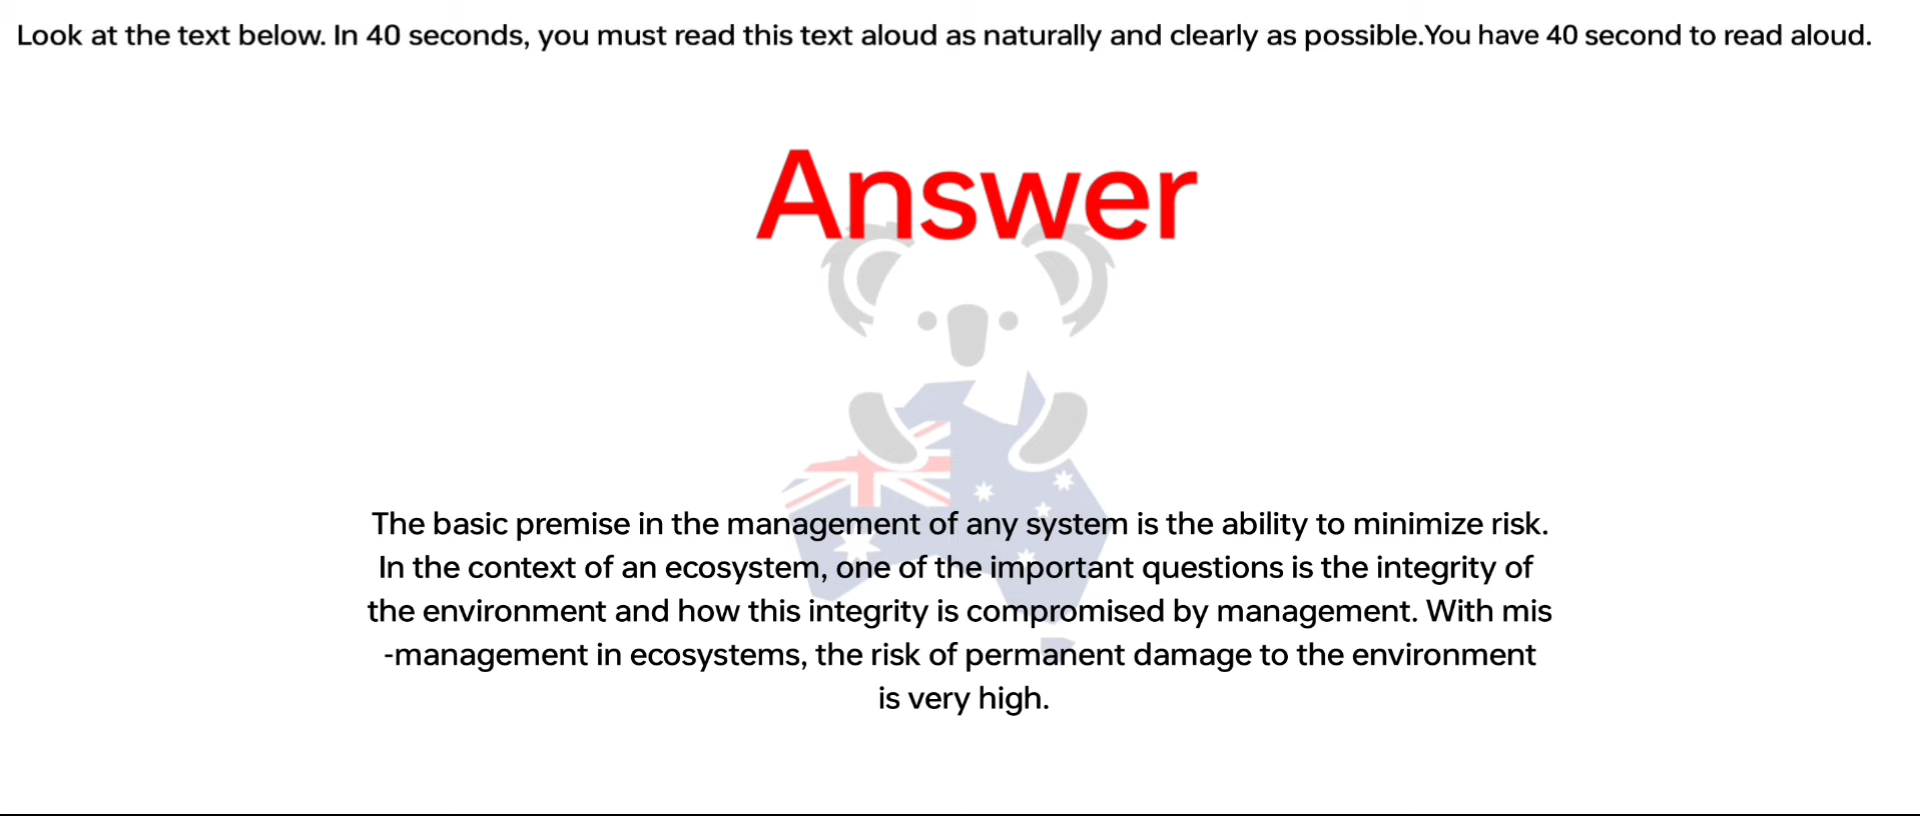 Look at the text below. In 40 seconds, you must read this text aloud as naturally and clearly as possible.You have 40 second to read aloud.
Answer
The basic premise in the management of any system is the ability to minimize risk.
In the context of an ecosystem, one of the important questions is the integrity of
the environment and how this integrity is compromised by management. With mis
-management in ecosystems, the risk of permanent damage to the environment
is very high.